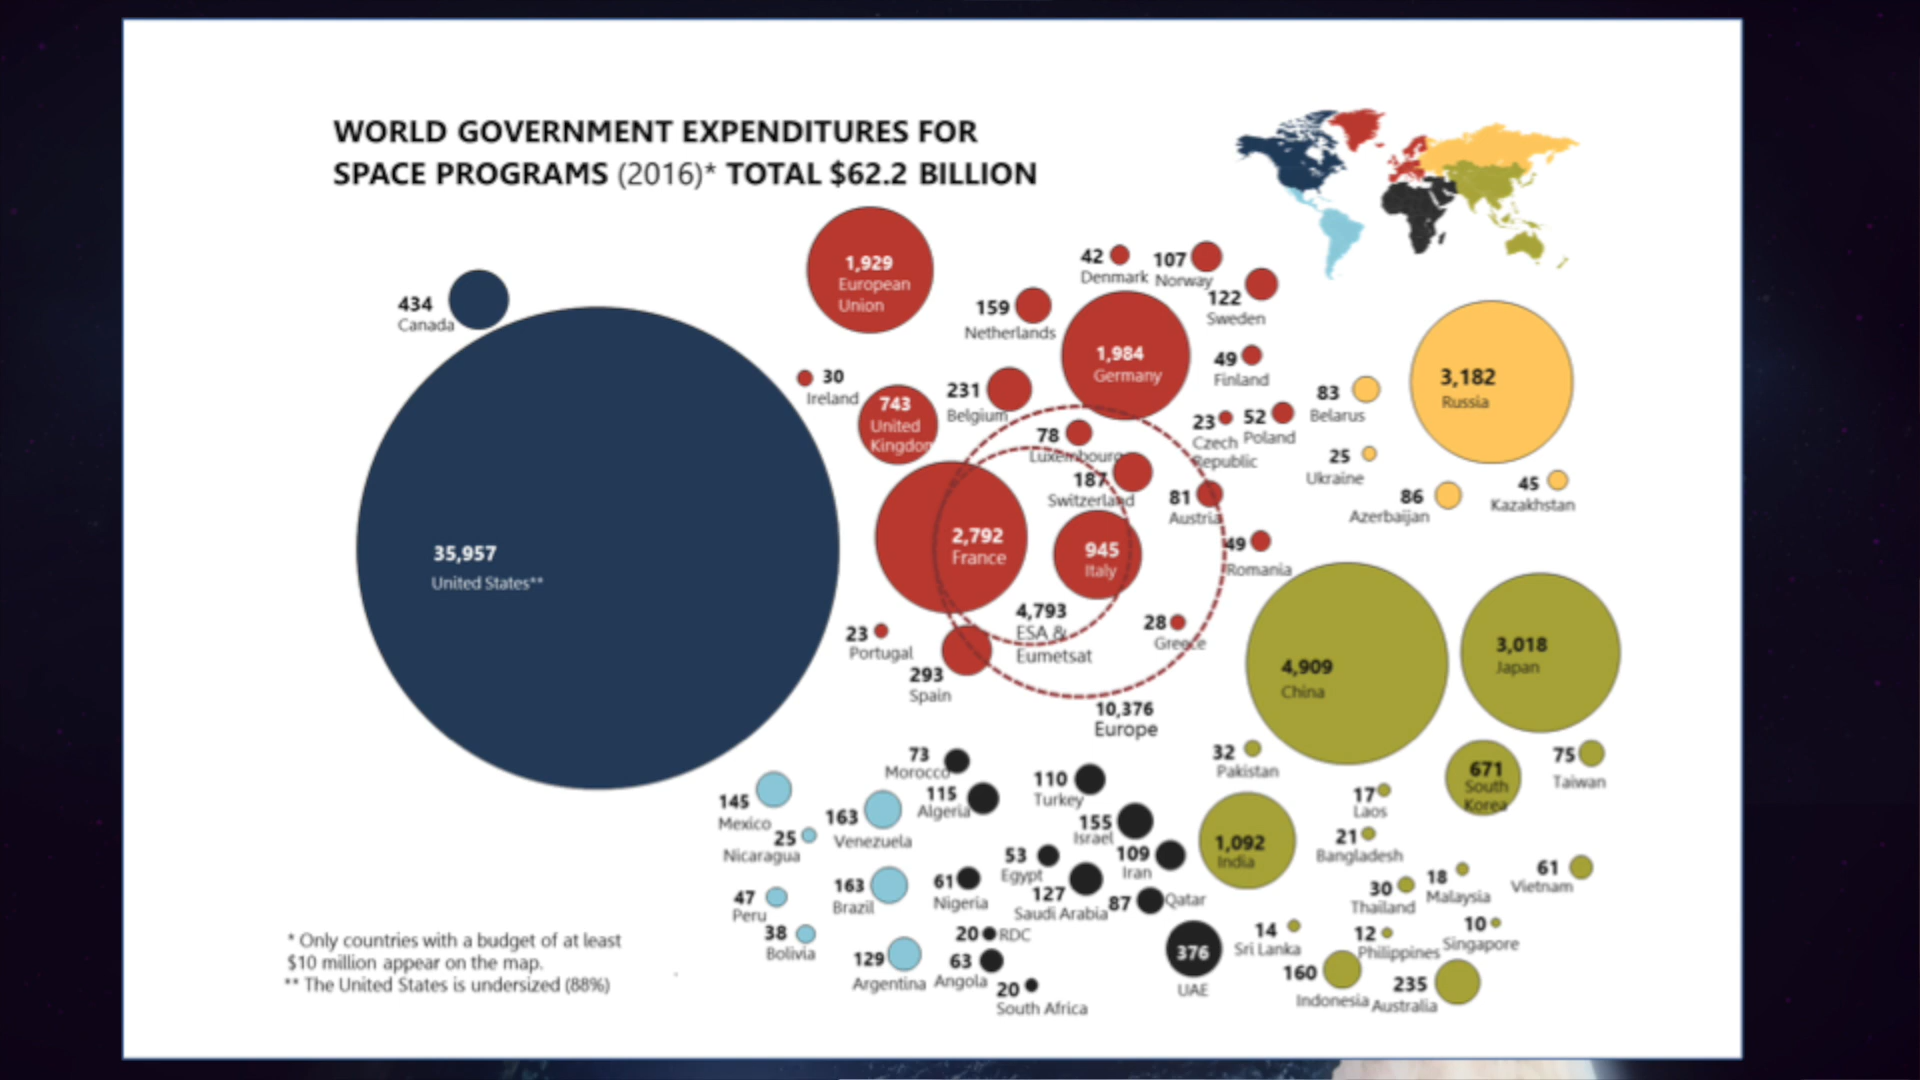 WORLD GOVERNMENT EXPENDITURES FOR
SPACE PROGRAMS (2016)* TOTAL $62.2 BILLION
434
Canada
35,957
United States**
1,929
European
Union
42
Denmark
107
Norway
122
Sweden
159
Netherlands
1,984
Germany
49
Finland
30
Ireland
743
United
Kingdom
231
Belgium
78
Luxembourg
187
Switzerland
23
Czech
Republic
52
Poland
81
Austria
2,792
France
945
Italy
49
Romania
4,793
ESA &
Eumetsat
28
Greece
23
Portugal
293
Spain
10,376
Europe
83
Belarus
3,182
Russia
25
Ukraine
86
Azerbaijan
45
Kazakhstan
4,909
China
3,018
Japan
32
Pakistan
671
South
Korea
75
Taiwan
17
Laos
1,092
India
21
Bangladesh
18
Malaysia
61
Vietnam
30
Thailand
14
Sri Lanka
12
Philippines
10
Singapore
160
Indonesia
235
Australia
73
Morocco
115
Algeria
110
Turkey
155
Israel
53
Egypt
109
Iran
61
Nigeria
127
Saudi Arabia
87
Qatar
20
RDC
63
Angola
20
South Africa
376
UAE
145
Mexico
25
Nicaragua
163
Venezuela
47
Peru
163
Brazil
38
Bolivia
129
Argentina
* Only countries with a budget of at least
$10 million appear on the map.
** The United States is undersized (88%)